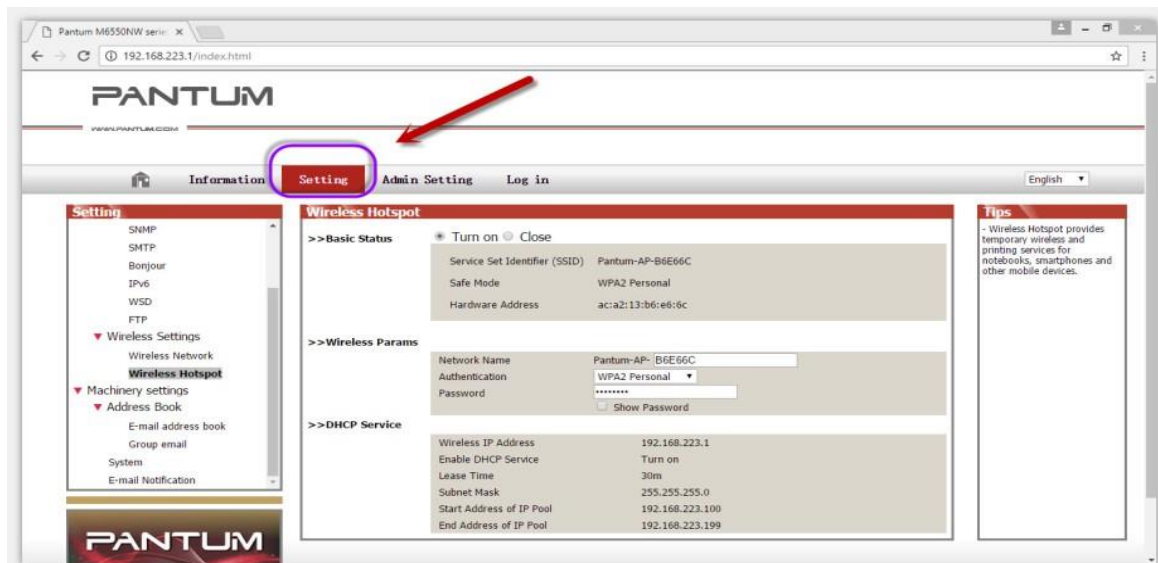 Pantum M6550NW serie:
192.168.223.1/index.html
PANTUM
WWW.PANTUM.COM
Information Setting Admin Setting Log in English
Setting
SNMP
SMTP
Bonjour
IPv6
WSD
FTP
Wireless Settings
Wireless Network
Wireless Hotspot
Machinery settings
Address Book
E-mail address book
Group email
System
E-mail Notification
PANTUM
Wireless Hotspot
>>Basic Status Turn on Close
Service Set Identifier (SSID) Pantum-AP-B6E66C
Safe Mode WPA2 Personal
Hardware Address ac:a2:13:b6:e6:6c
>>Wireless Params
Network Name Pantum-AP- B6E66C
Authentication WPA2 Personal
Password ••••••••
Show Password
>>DHCP Service
Wireless IP Address 192.168.223.1
Enable DHCP Service Turn on
Lease Time 30m
Subnet Mask 255.255.255.0
Start Address of IP Pool 192.168.223.100
End Address of IP Pool 192.168.223.199
Tips
- Wireless Hotspot provides
temporary wireless and
printing services for
notebooks, smartphones and
other mobile devices.